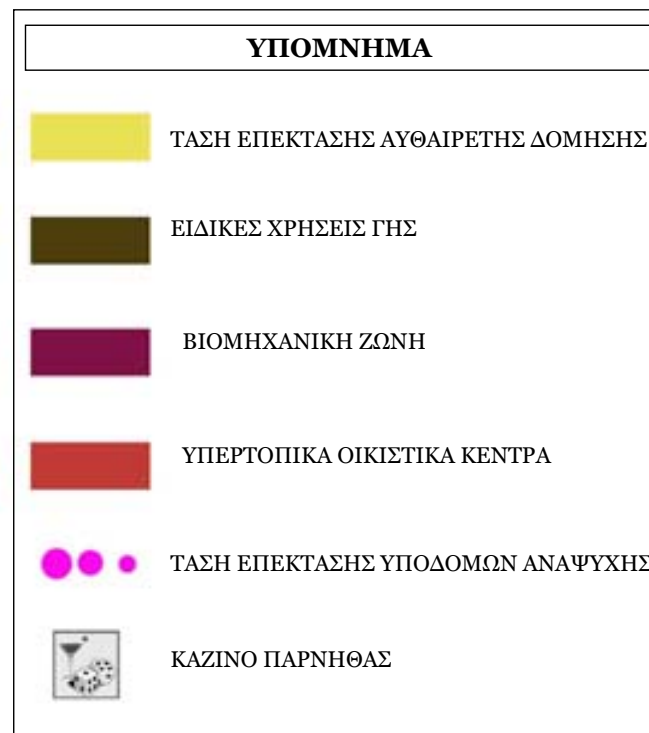 ΥΠΟΜΝΗΜΑ
ΤΑΣΗ ΕΠΕΚΤΑΣΗΣ ΑΥΘΑΙΡΕΤΗΣ ΔΟΜΗΣΗΣ
ΕΙΔΙΚΕΣ ΧΡΗΣΕΙΣ ΓΗΣ
ΒΙΟΜΗΧΑΝΙΚΗ ΖΩΝΗ
ΥΠΕΡΤΟΠΙΚΑ ΟΙΚΙΣΤΙΚΑ ΚΕΝΤΡΑ
ΤΑΣΗ ΕΠΕΚΤΑΣΗΣ ΥΠΟΔΟΜΩΝ ΑΝΑΨΥΧΗΣ
ΚΑΖΙΝΟ ΠΑΡΝΗΘΑΣ